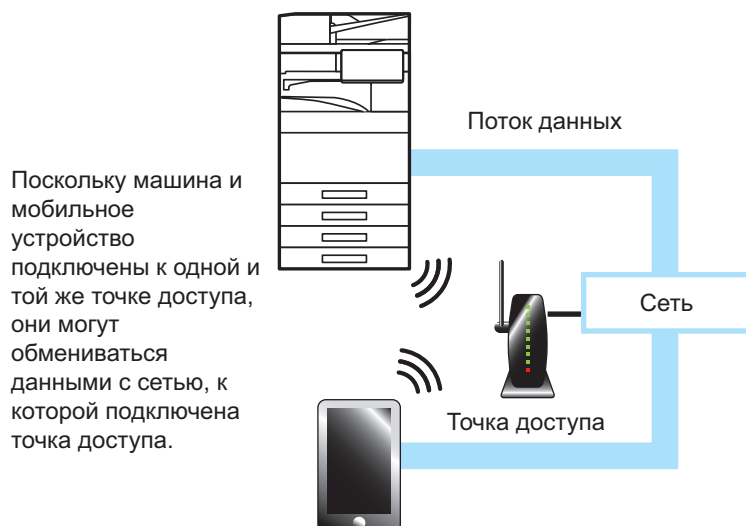 Поток данных
Поскольку машина и
мобильное
устройство
подключены к одной и
той же точке доступа,
они могут
обмениваться
данными с сетью, к
которой подключена
точка доступа.
Сеть
Точка доступа